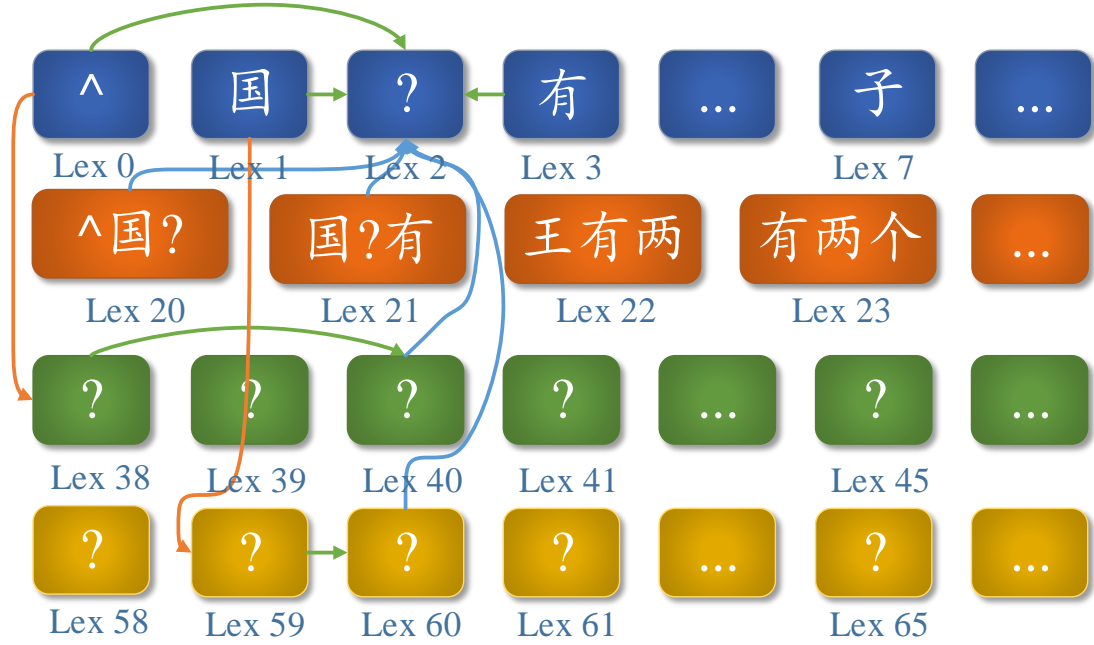 ^ 国 ? 有 ... 子 ...
Lex 0 Lex 1 Lex 2 Lex 3 Lex 7
^国? 国?有 王有两 有两个 ...
Lex 20 Lex 21 Lex 22 Lex 23
? ? ? ? ... ? ...
Lex 38 Lex 39 Lex 40 Lex 41 Lex 45
? ? ? ? ... ? ...
Lex 58 Lex 59 Lex 60 Lex 61 Lex 65